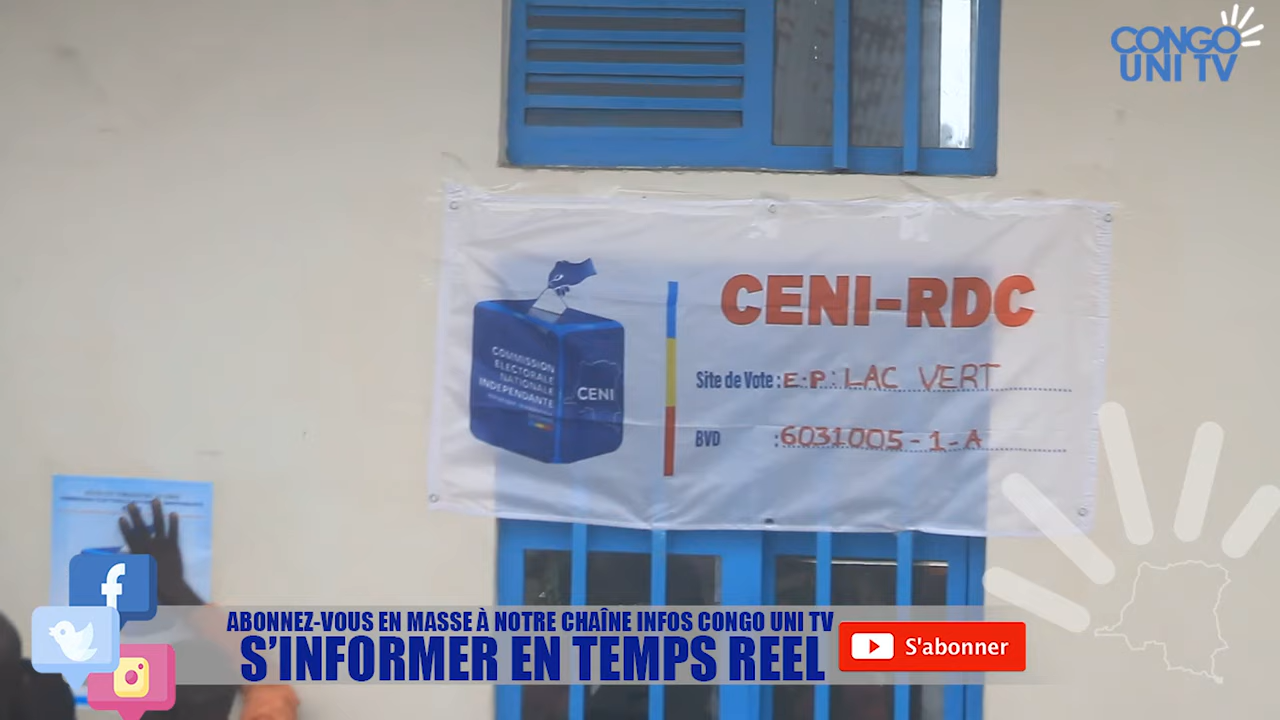 CONGO
UNI TV
CENI-RDC
COMMISSION
ELECTORALE
NATIONALE
INDEPENDANTE
CENI
Site de Vote : E.P. LAC VERT
BVD : 6031005 - 1 - A
ABONNEZ-VOUS EN MASSE À NOTRE CHAÎNE INFOS CONGO UNI TV
S'INFORMER EN TEMPS REEL
S'abonner